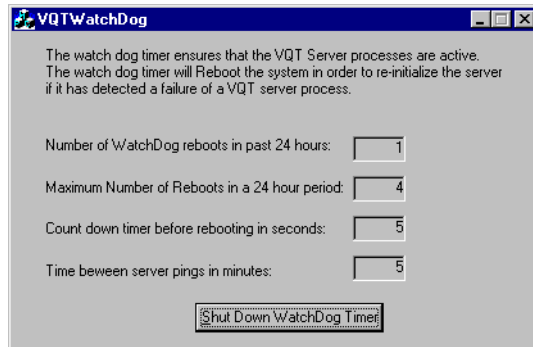 VQTWatchDog
The watch dog timer ensures that the VQT Server processes are active.
The watch dog timer will Reboot the system in order to re-initialize the server
if it has detected a failure of a VQT server process.
Number of WatchDog reboots in past 24 hours: 1
Maximum Number of Reboots in a 24 hour period: 4
Count down timer before rebooting in seconds: 5
Time beween server pings in minutes: 5
Shut Down WatchDog Timer